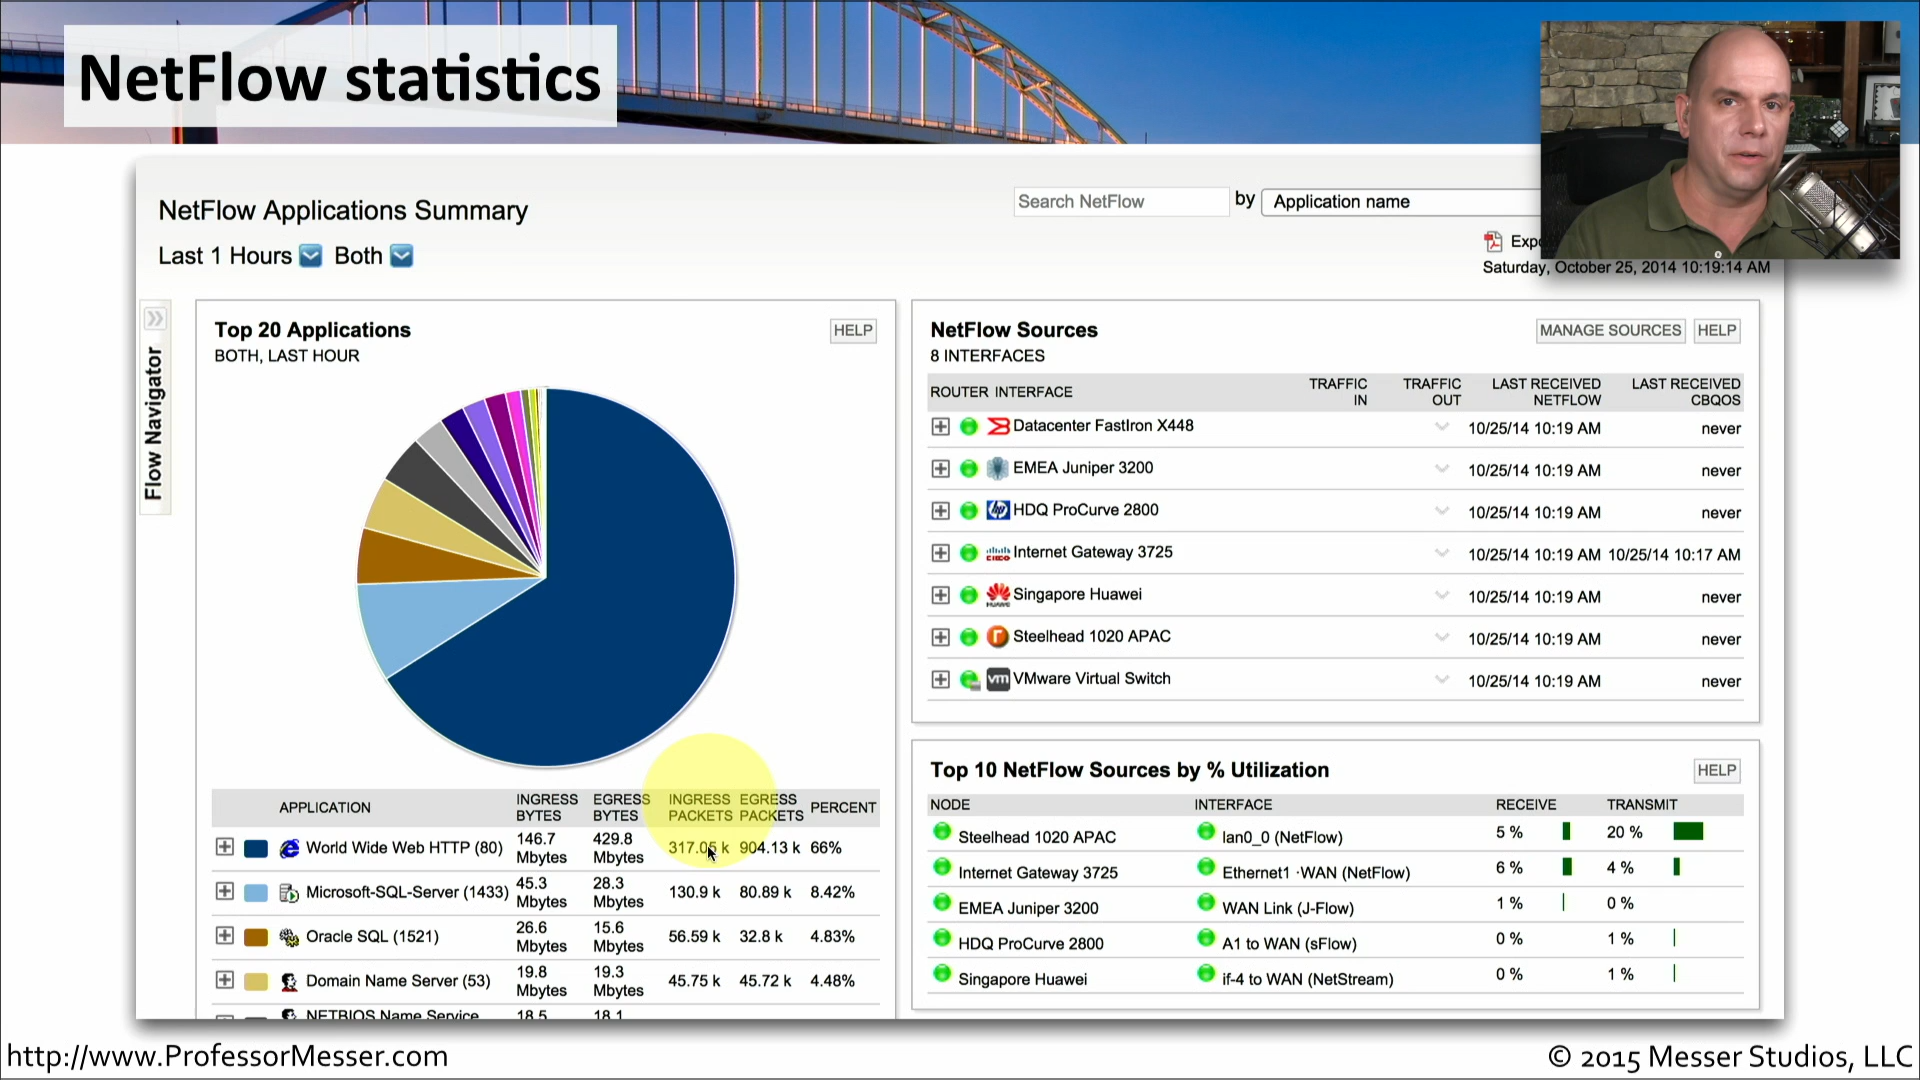 NetFlow statistics
NetFlow Applications Summary
Search NetFlow by Application name
Last 1 Hours Both
Saturday, October 25, 2014 10:19:14 AM
Flow Navigator
Top 20 Applications HELP
BOTH, LAST HOUR
APPLICATION INGRESS BYTES EGRESS BYTES INGRESS PACKETS EGRESS PACKETS PERCENT
World Wide Web HTTP (80) 146.7 Mbytes 429.8 Mbytes 317.05 k 904.13 k 66%
Microsoft-SQL-Server (1433) 45.3 Mbytes 28.3 Mbytes 130.9 k 80.89 k 8.42%
Oracle SQL (1521) 26.6 Mbytes 15.6 Mbytes 56.59 k 32.8 k 4.83%
Domain Name Server (53) 19.8 Mbytes 19.3 Mbytes 45.75 k 45.72 k 4.48%
NETBIOS Name Service 18.5 18.1
NetFlow Sources MANAGE SOURCES HELP
8 INTERFACES
ROUTER INTERFACE TRAFFIC IN TRAFFIC OUT LAST RECEIVED NETFLOW LAST RECEIVED CBQOS
Datacenter FastIron X448 10/25/14 10:19 AM never
EMEA Juniper 3200 10/25/14 10:19 AM never
hp HDQ ProCurve 2800 10/25/14 10:19 AM never
CISCO Internet Gateway 3725 10/25/14 10:19 AM 10/25/14 10:17 AM
HUAWEI Singapore Huawei 10/25/14 10:19 AM never
Steelhead 1020 APAC 10/25/14 10:19 AM never
vm VMware Virtual Switch 10/25/14 10:19 AM never
Top 10 NetFlow Sources by % Utilization HELP
NODE INTERFACE RECEIVE TRANSMIT
Steelhead 1020 APAC lan0_0 (NetFlow) 5 % 20 %
Internet Gateway 3725 Ethernet1 ·WAN (NetFlow) 6 % 4 %
EMEA Juniper 3200 WAN Link (J-Flow) 1 % 0 %
HDQ ProCurve 2800 A1 to WAN (sFlow) 0 % 1 %
Singapore Huawei if-4 to WAN (NetStream) 0 % 1 %
http://www.ProfessorMesser.com
© 2015 Messer Studios, LLC